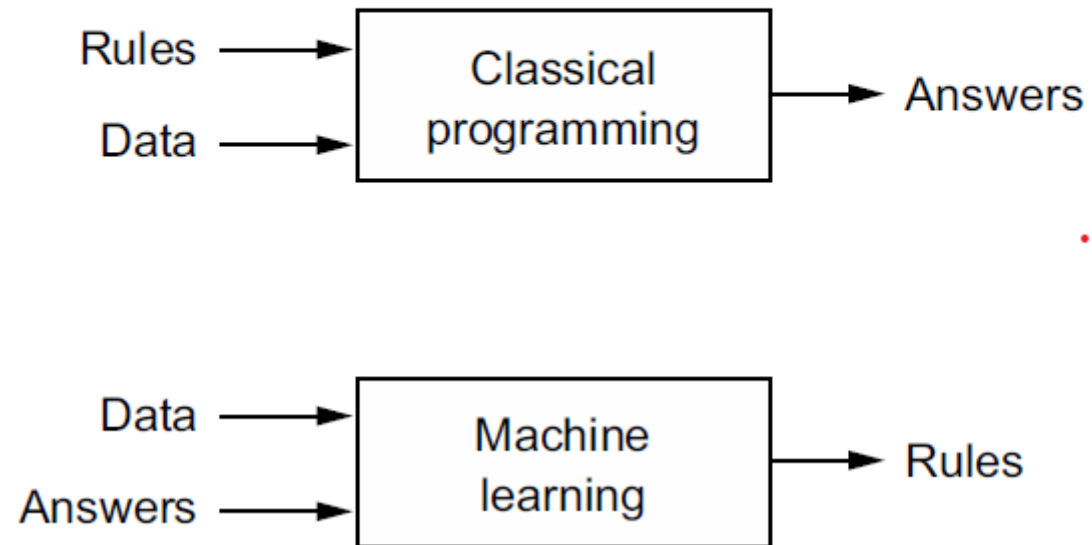 Rules
Data
Classical
programming
Answers
Data
Answers
Machine
learning
Rules